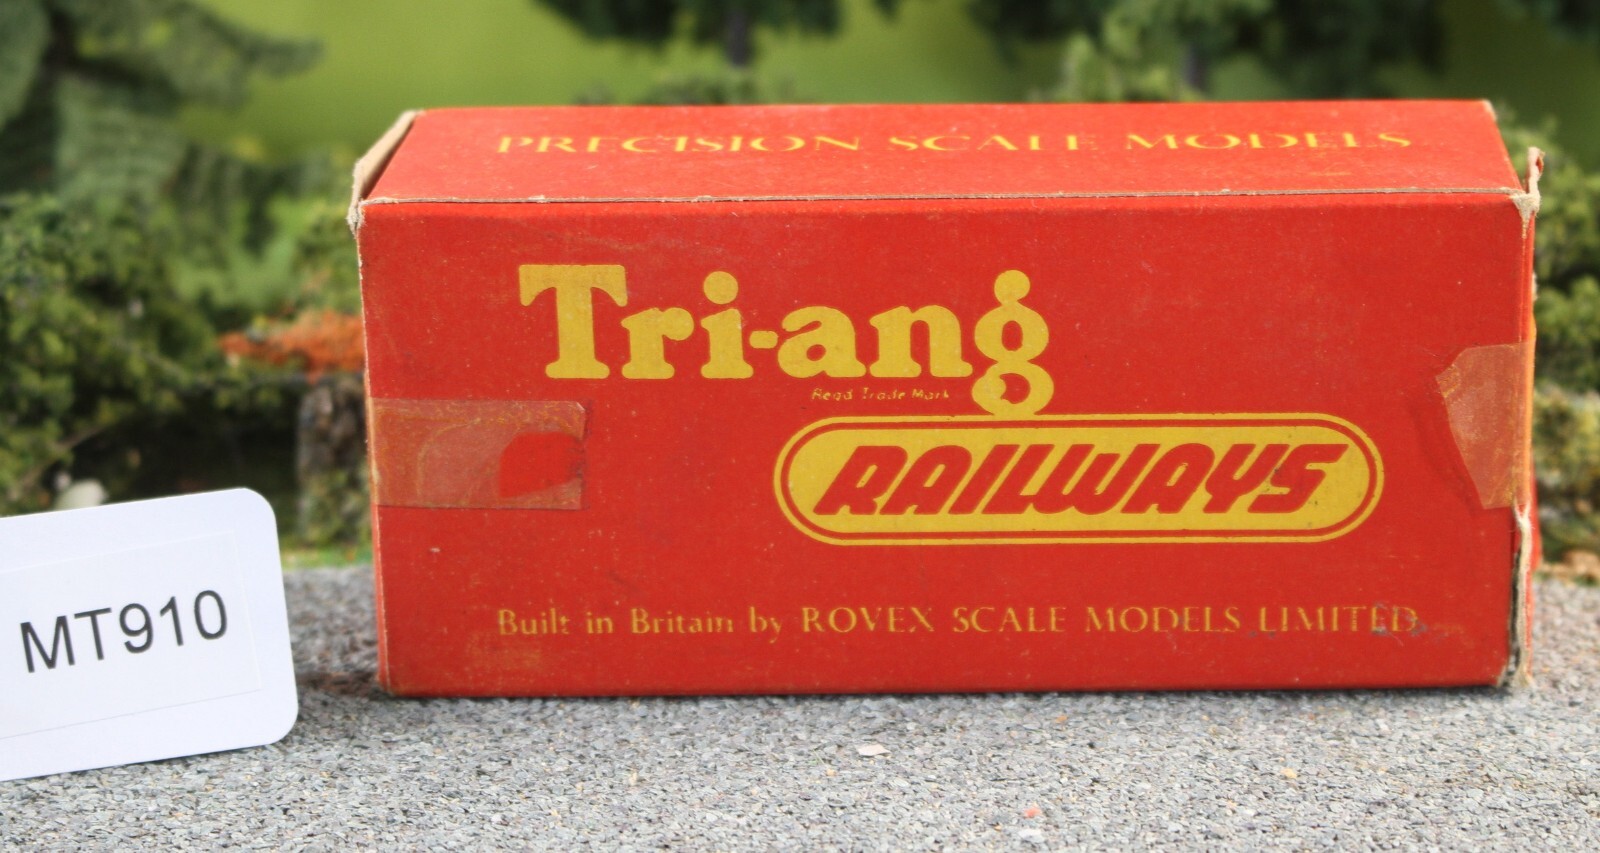 PRECISION SCALE MODELS
Tri-ang
Regd Trade Mark
RAILWAYS
Built in Britain by ROVEX SCALE MODELS LIMITED
MT910